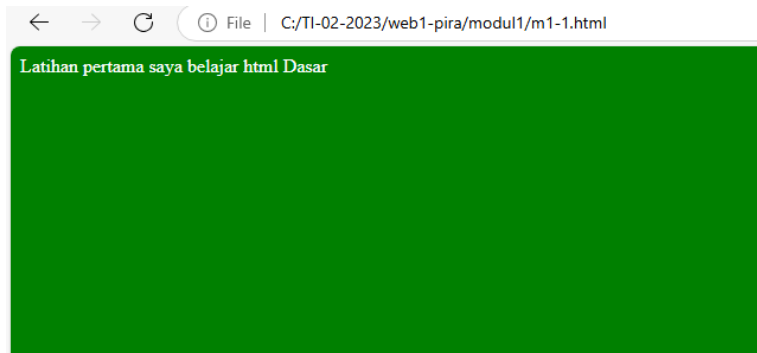 File C:/TI-02-2023/web1-pira/modul1/m1-1.html
Latihan pertama saya belajar html Dasar